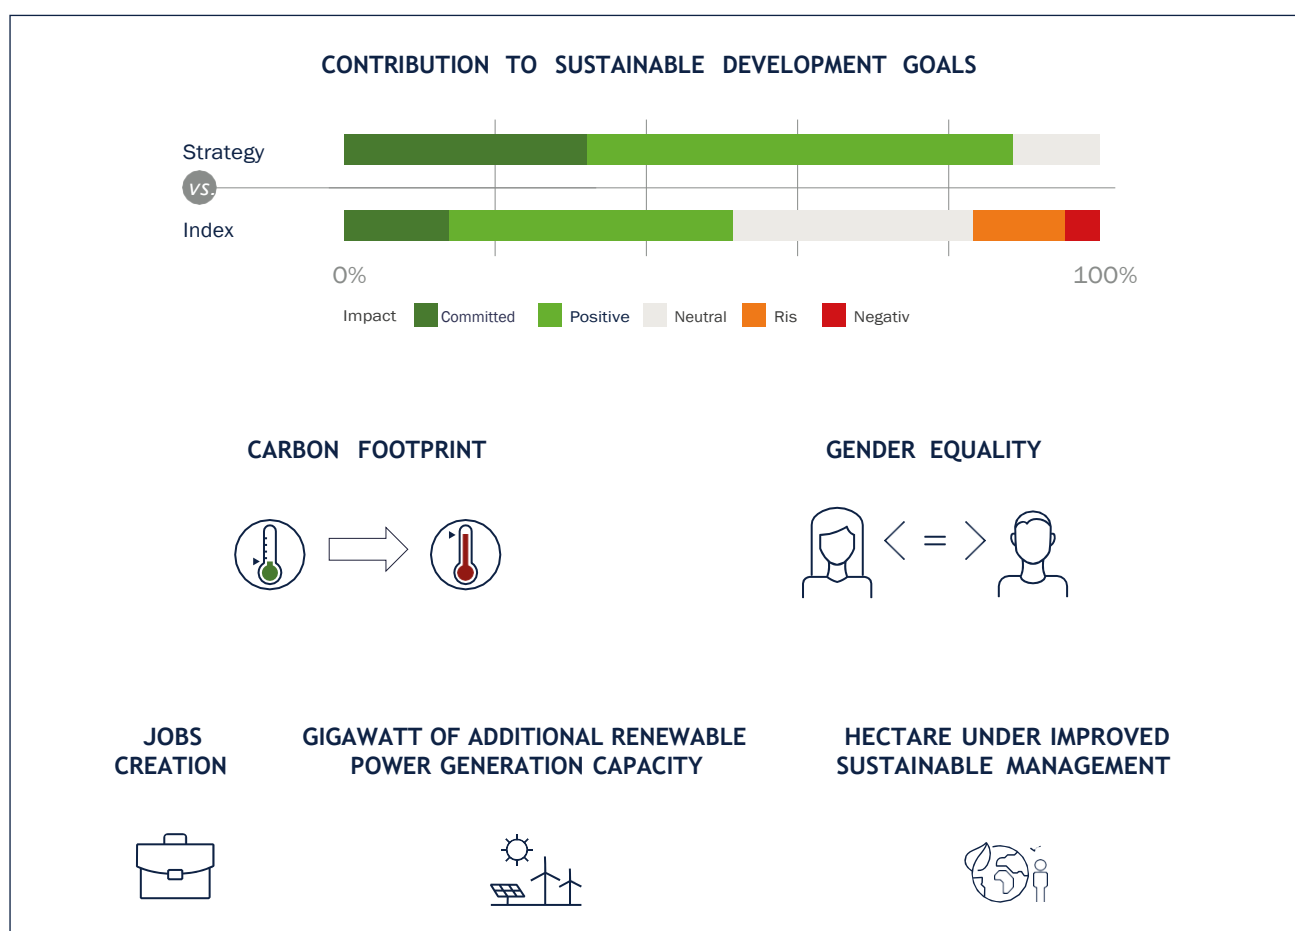 CONTRIBUTION TO SUSTAINABLE DEVELOPMENT GOALS
Strategy
vs.
Index
0% 100%
Impact Committed Positive Neutral Ris Negativ
CARBON FOOTPRINT
GENDER EQUALITY
< = >
JOBS
CREATION
GIGAWATT OF ADDITIONAL RENEWABLE
POWER GENERATION CAPACITY
HECTARE UNDER IMPROVED
SUSTAINABLE MANAGEMENT